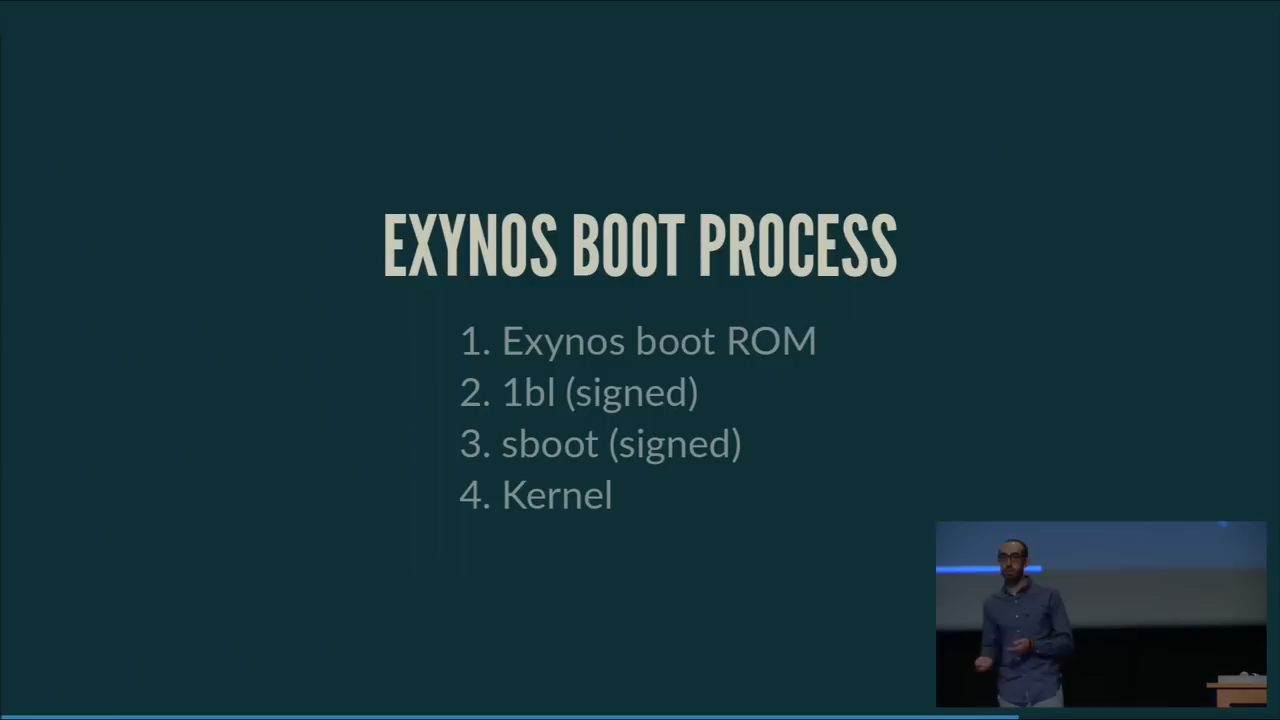 EXYNOS BOOT PROCESS
1. Exynos boot ROM
2. 1bl (signed)
3. sboot (signed)
4. Kernel